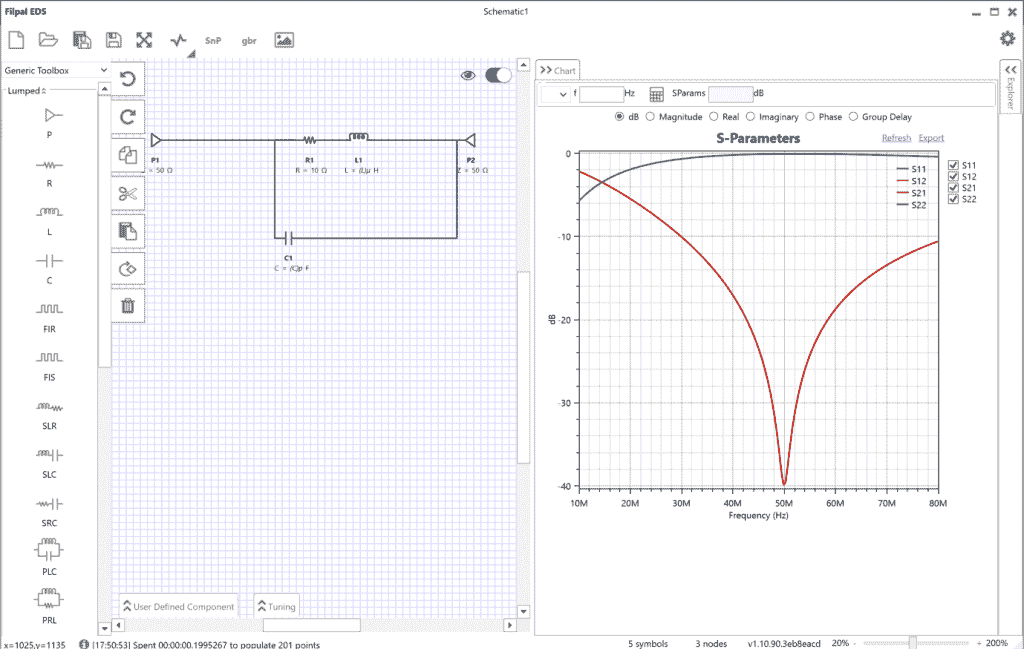 Filpal EDS
Schematic1
SnP
gbr
Generic Toolbox
Lumped
P
R
L
C
FIR
FIS
SLR
SLC
SRC
PLC
PRL
P1
= 50 Ω
R1
R = 10 Ω
L1
L = (L)μ H
P2
Z = 50 Ω
C1
C = (C)p F
User Defined Component
Tuning
Chart
Explorer
f
Hz
SParams
dB
dB
Magnitude
Real
Imaginary
Phase
Group Delay
S-Parameters
Refresh
Export
S11
S12
S21
S22
S11
S12
S21
S22
0
-10
-20
-30
-40
dB
10M 20M 30M 40M 50M 60M 70M 80M
Frequency (Hz)
x=1025,y=1135
[17:50:53] Spent 00:00:00.1995267 to populate 201 points
5 symbols
3 nodes
v1.10.90.3eb8eacd
20% - + 200%